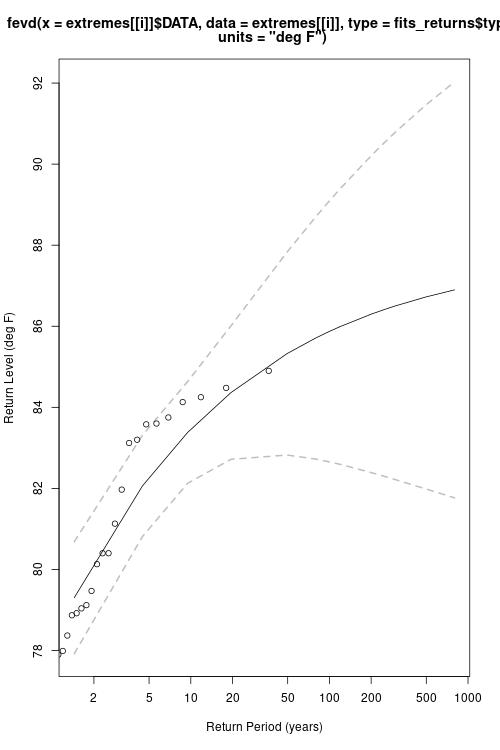 fevd(x = extremes[[i]]$DATA, data = extremes[[i]], type = fits_returns$typ
units = "deg F")
92
90
88
86
84
82
80
78
Return Level (deg F)
2 5 10 20 50 100 200 500 1000
Return Period (years)